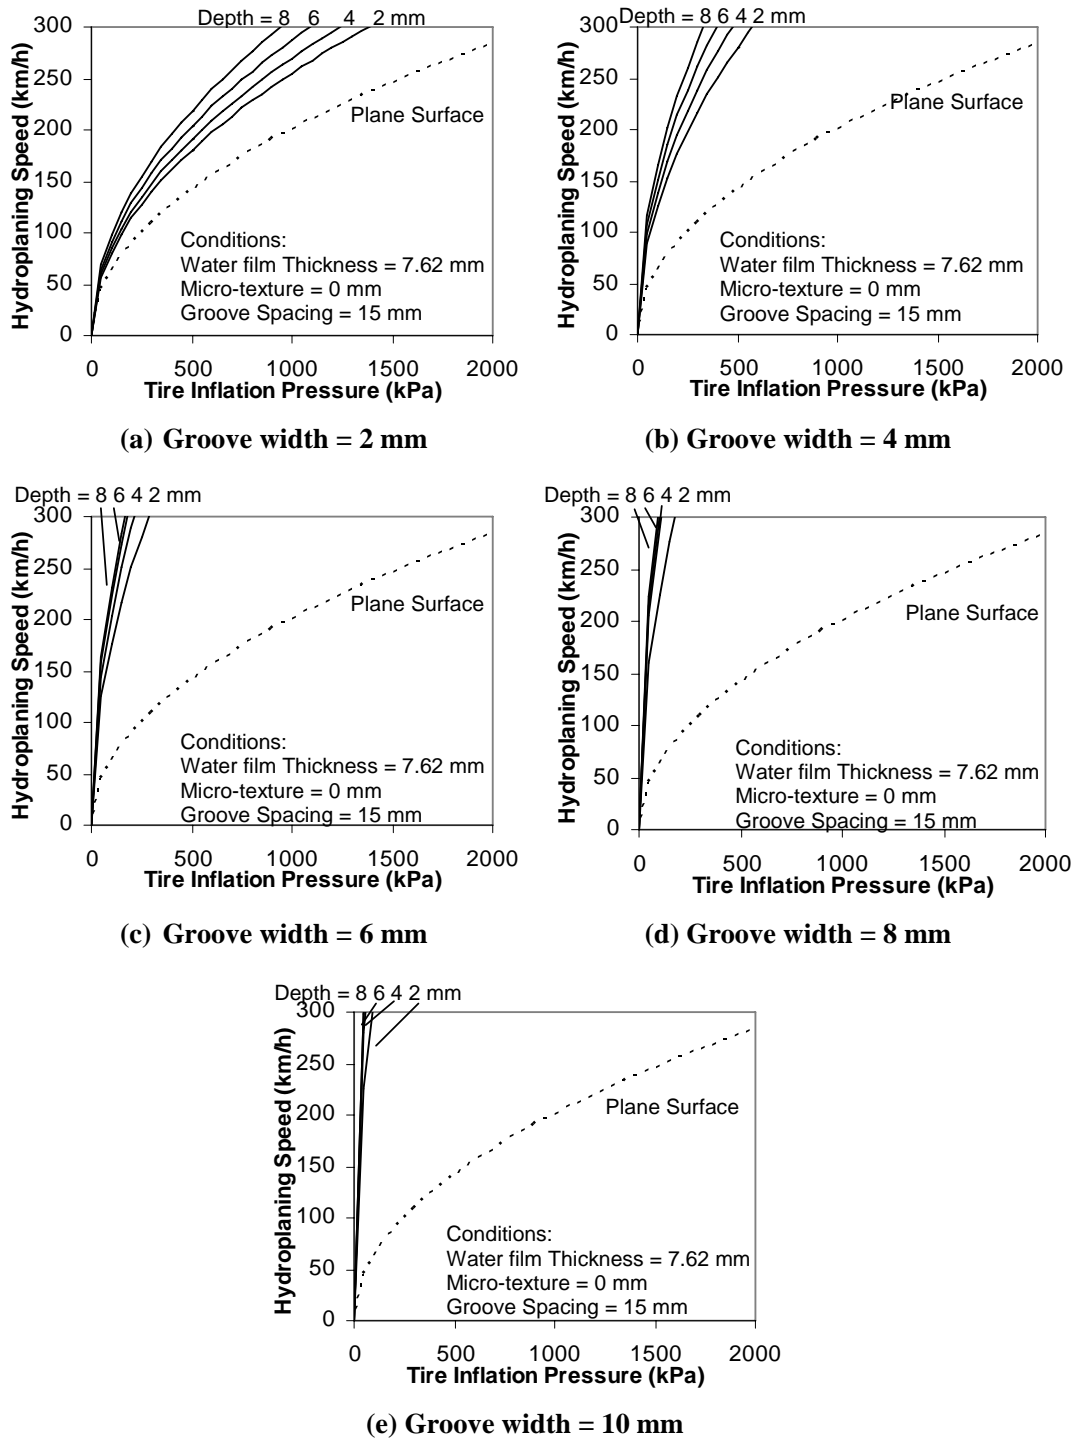 Depth = 8 6 4 2 mm
300
250
200
150
100
50
0
Hydroplaning Speed (km/h)
Plane Surface
Conditions:
Water film Thickness = 7.62 mm
Micro-texture = 0 mm
Groove Spacing = 15 mm
0 500 1000 1500 2000
Tire Inflation Pressure (kPa)
(a) Groove width = 2 mm
Depth = 8 6 4 2 mm
300
250
200
150
100
50
0
Hydroplaning Speed (km/h)
Plane Surface
Conditions:
Water film Thickness = 7.62 mm
Micro-texture = 0 mm
Groove Spacing = 15 mm
0 500 1000 1500 2000
Tire Inflation Pressure (kPa)
(b) Groove width = 4 mm
Depth = 8 6 4 2 mm
300
250
200
150
100
50
0
Hydroplaning Speed (km/h)
Plane Surface
Conditions:
Water film Thickness = 7.62 mm
Micro-texture = 0 mm
Groove Spacing = 15 mm
0 500 1000 1500 2000
Tire Inflation Pressure (kPa)
(c) Groove width = 6 mm
Depth = 8 6 4 2 mm
300
250
200
150
100
50
0
Hydroplaning Speed (km/h)
Plane Surface
Conditions:
Water film Thickness = 7.62 mm
Micro-texture = 0 mm
Groove Spacing = 15 mm
0 500 1000 1500 2000
Tire Inflation Pressure (kPa)
(d) Groove width = 8 mm
Depth = 8 6 4 2 mm
300
250
200
150
100
50
0
Hydroplaning Speed (km/h)
Plane Surface
Conditions:
Water film Thickness = 7.62 mm
Micro-texture = 0 mm
Groove Spacing = 15 mm
0 500 1000 1500 2000
Tire Inflation Pressure (kPa)
(e) Groove width = 10 mm